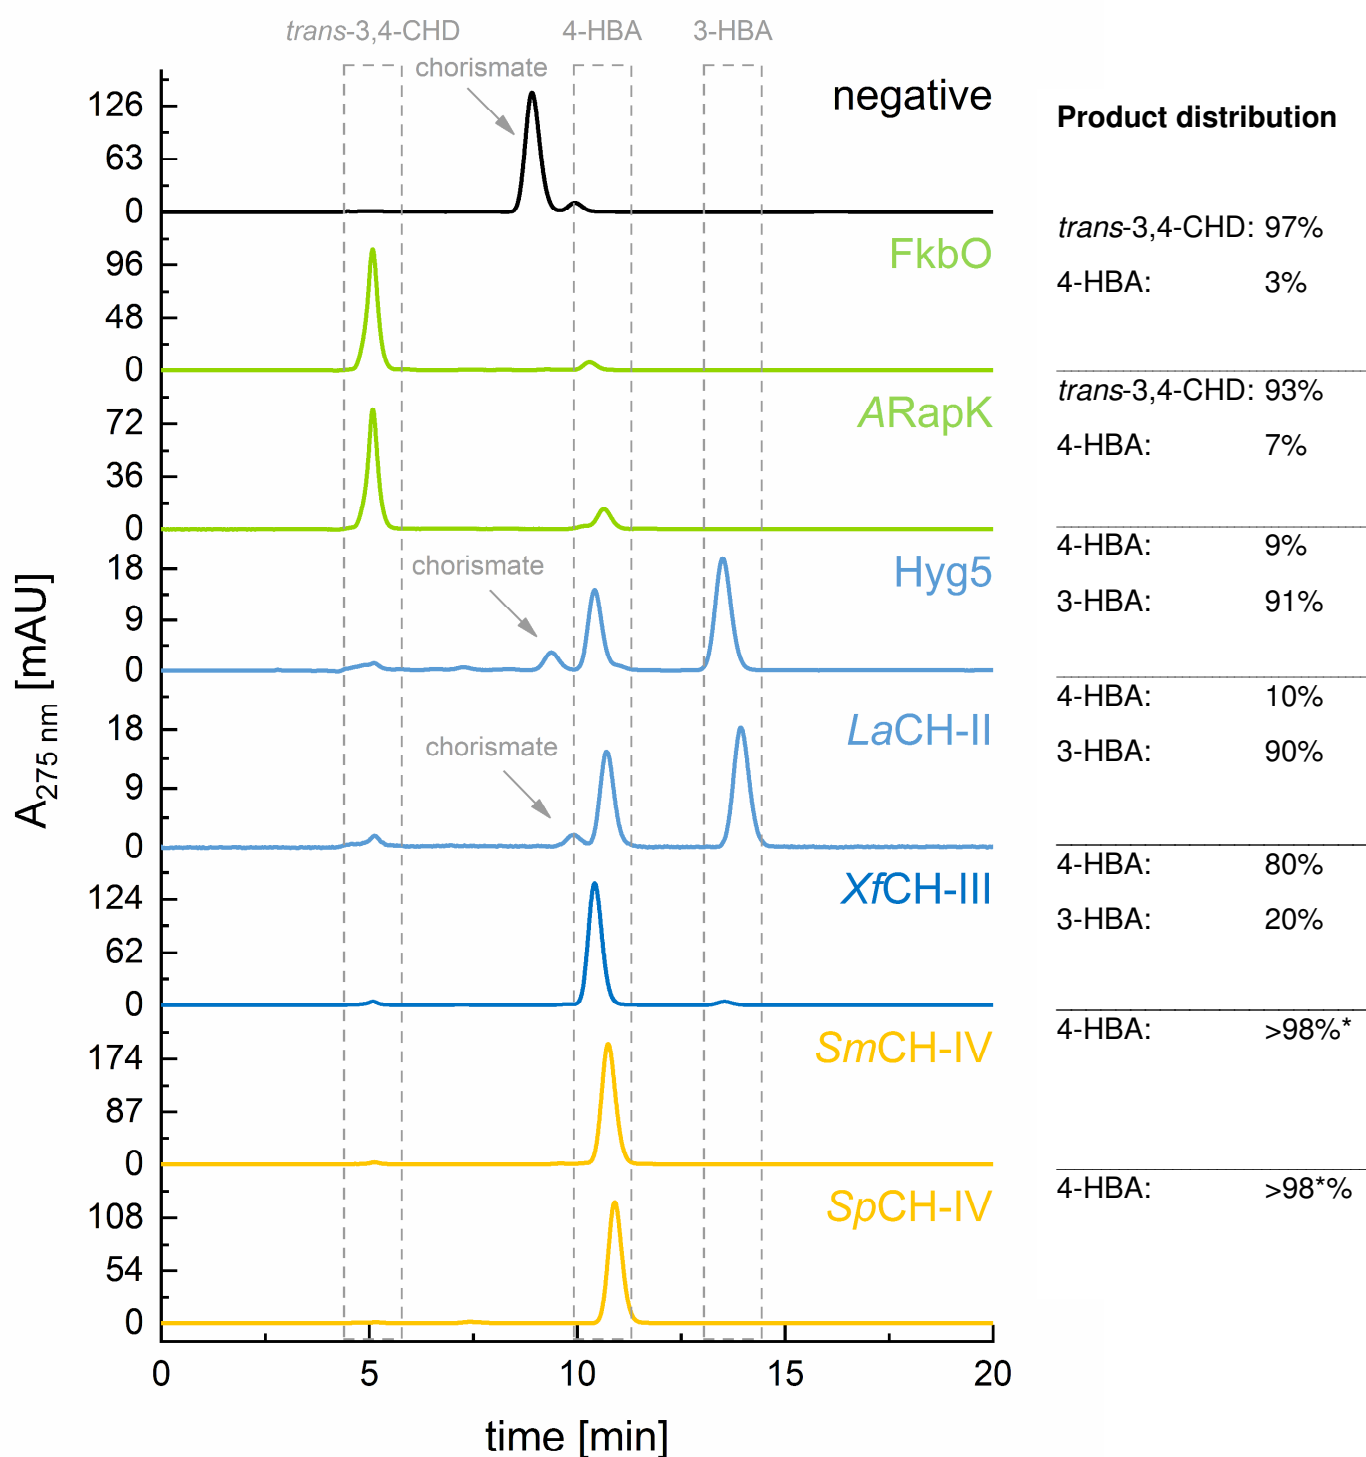 trans-3,4-CHD 4-HBA 3-HBA
chorismate
negative
126
63
0
Product distribution
FkbO
96
48
0
trans-3,4-CHD: 97%
4-HBA: 3%
ARapK
72
36
0
trans-3,4-CHD: 93%
4-HBA: 7%
chorismate
Hyg5
18
9
0
4-HBA: 9%
3-HBA: 91%
chorismate
LaCH-II
18
9
0
4-HBA: 10%
3-HBA: 90%
XfCH-III
124
62
0
4-HBA: 80%
3-HBA: 20%
SmCH-IV
174
87
0
4-HBA: >98%*
SpCH-IV
108
54
0
4-HBA: >98*%
A275 nm [mAU]
0 5 10 15 20
time [min]